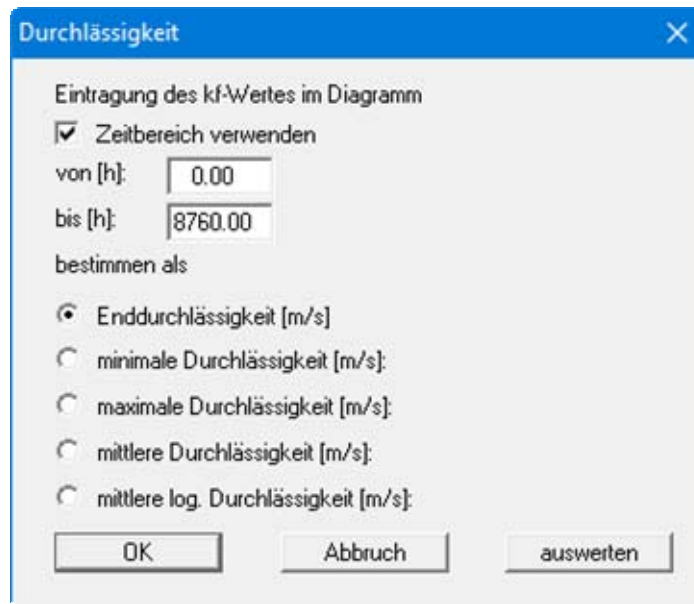 Durchlässigkeit
Eintragung des kf-Wertes im Diagramm
Zeitbereich verwenden
von [h]: 0.00
bis [h]: 8760.00
bestimmen als
Enddurchlässigkeit [m/s]
minimale Durchlässigkeit [m/s]:
maximale Durchlässigkeit [m/s]:
mittlere Durchlässigkeit [m/s]:
mittlere log. Durchlässigkeit [m/s]:
OK Abbruch auswerten